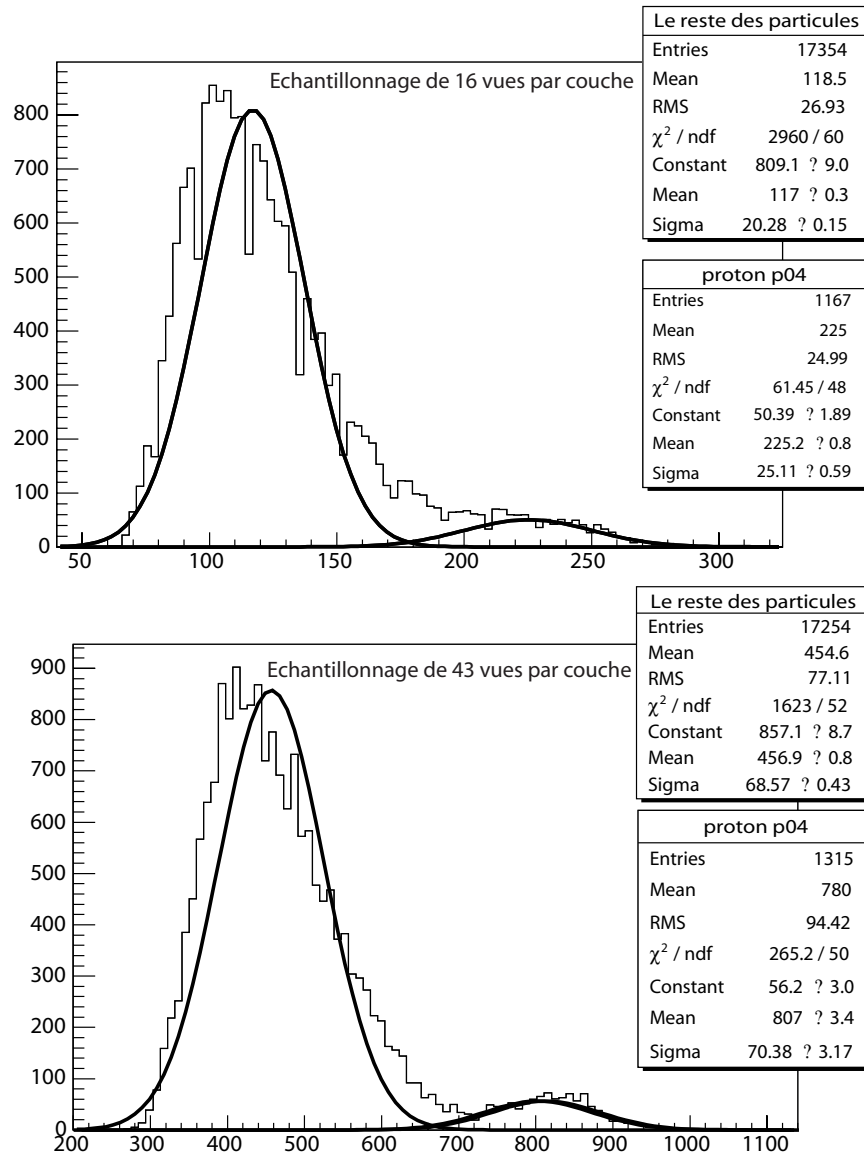 Le reste des particules
Entries 17354
Mean 118.5
RMS 26.93
χ² / ndf 2960 / 60
Constant 809.1 ? 9.0
Mean 117 ? 0.3
Sigma 20.28 ? 0.15
Echantillonnage de 16 vues par couche
proton p04
Entries 1167
Mean 225
RMS 24.99
χ² / ndf 61.45 / 48
Constant 50.39 ? 1.89
Mean 225.2 ? 0.8
Sigma 25.11 ? 0.59
800
700
600
500
400
300
200
100
0
50 100 150 200 250 300
Le reste des particules
Entries 17254
Mean 454.6
RMS 77.11
χ² / ndf 1623 / 52
Constant 857.1 ? 8.7
Mean 456.9 ? 0.8
Sigma 68.57 ? 0.43
Echantillonnage de 43 vues par couche
proton p04
Entries 1315
Mean 780
RMS 94.42
χ² / ndf 265.2 / 50
Constant 56.2 ? 3.0
Mean 807 ? 3.4
Sigma 70.38 ? 3.17
900
800
700
600
500
400
300
200
100
0
200 300 400 500 600 700 800 900 1000 1100